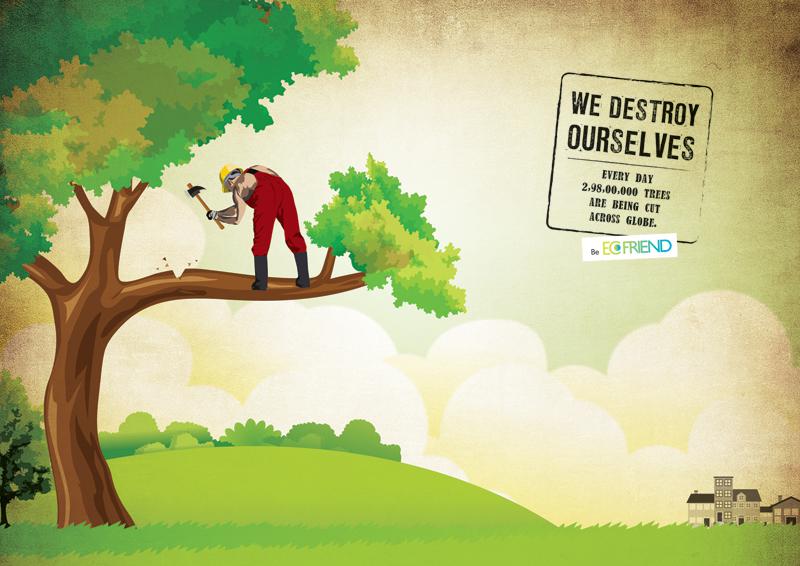 WE DESTROY
OURSELVES
EVERY DAY
2,98,00,000 TREES
ARE BEING CUT
ACROSS GLOBE.
Be ECOFRIEND